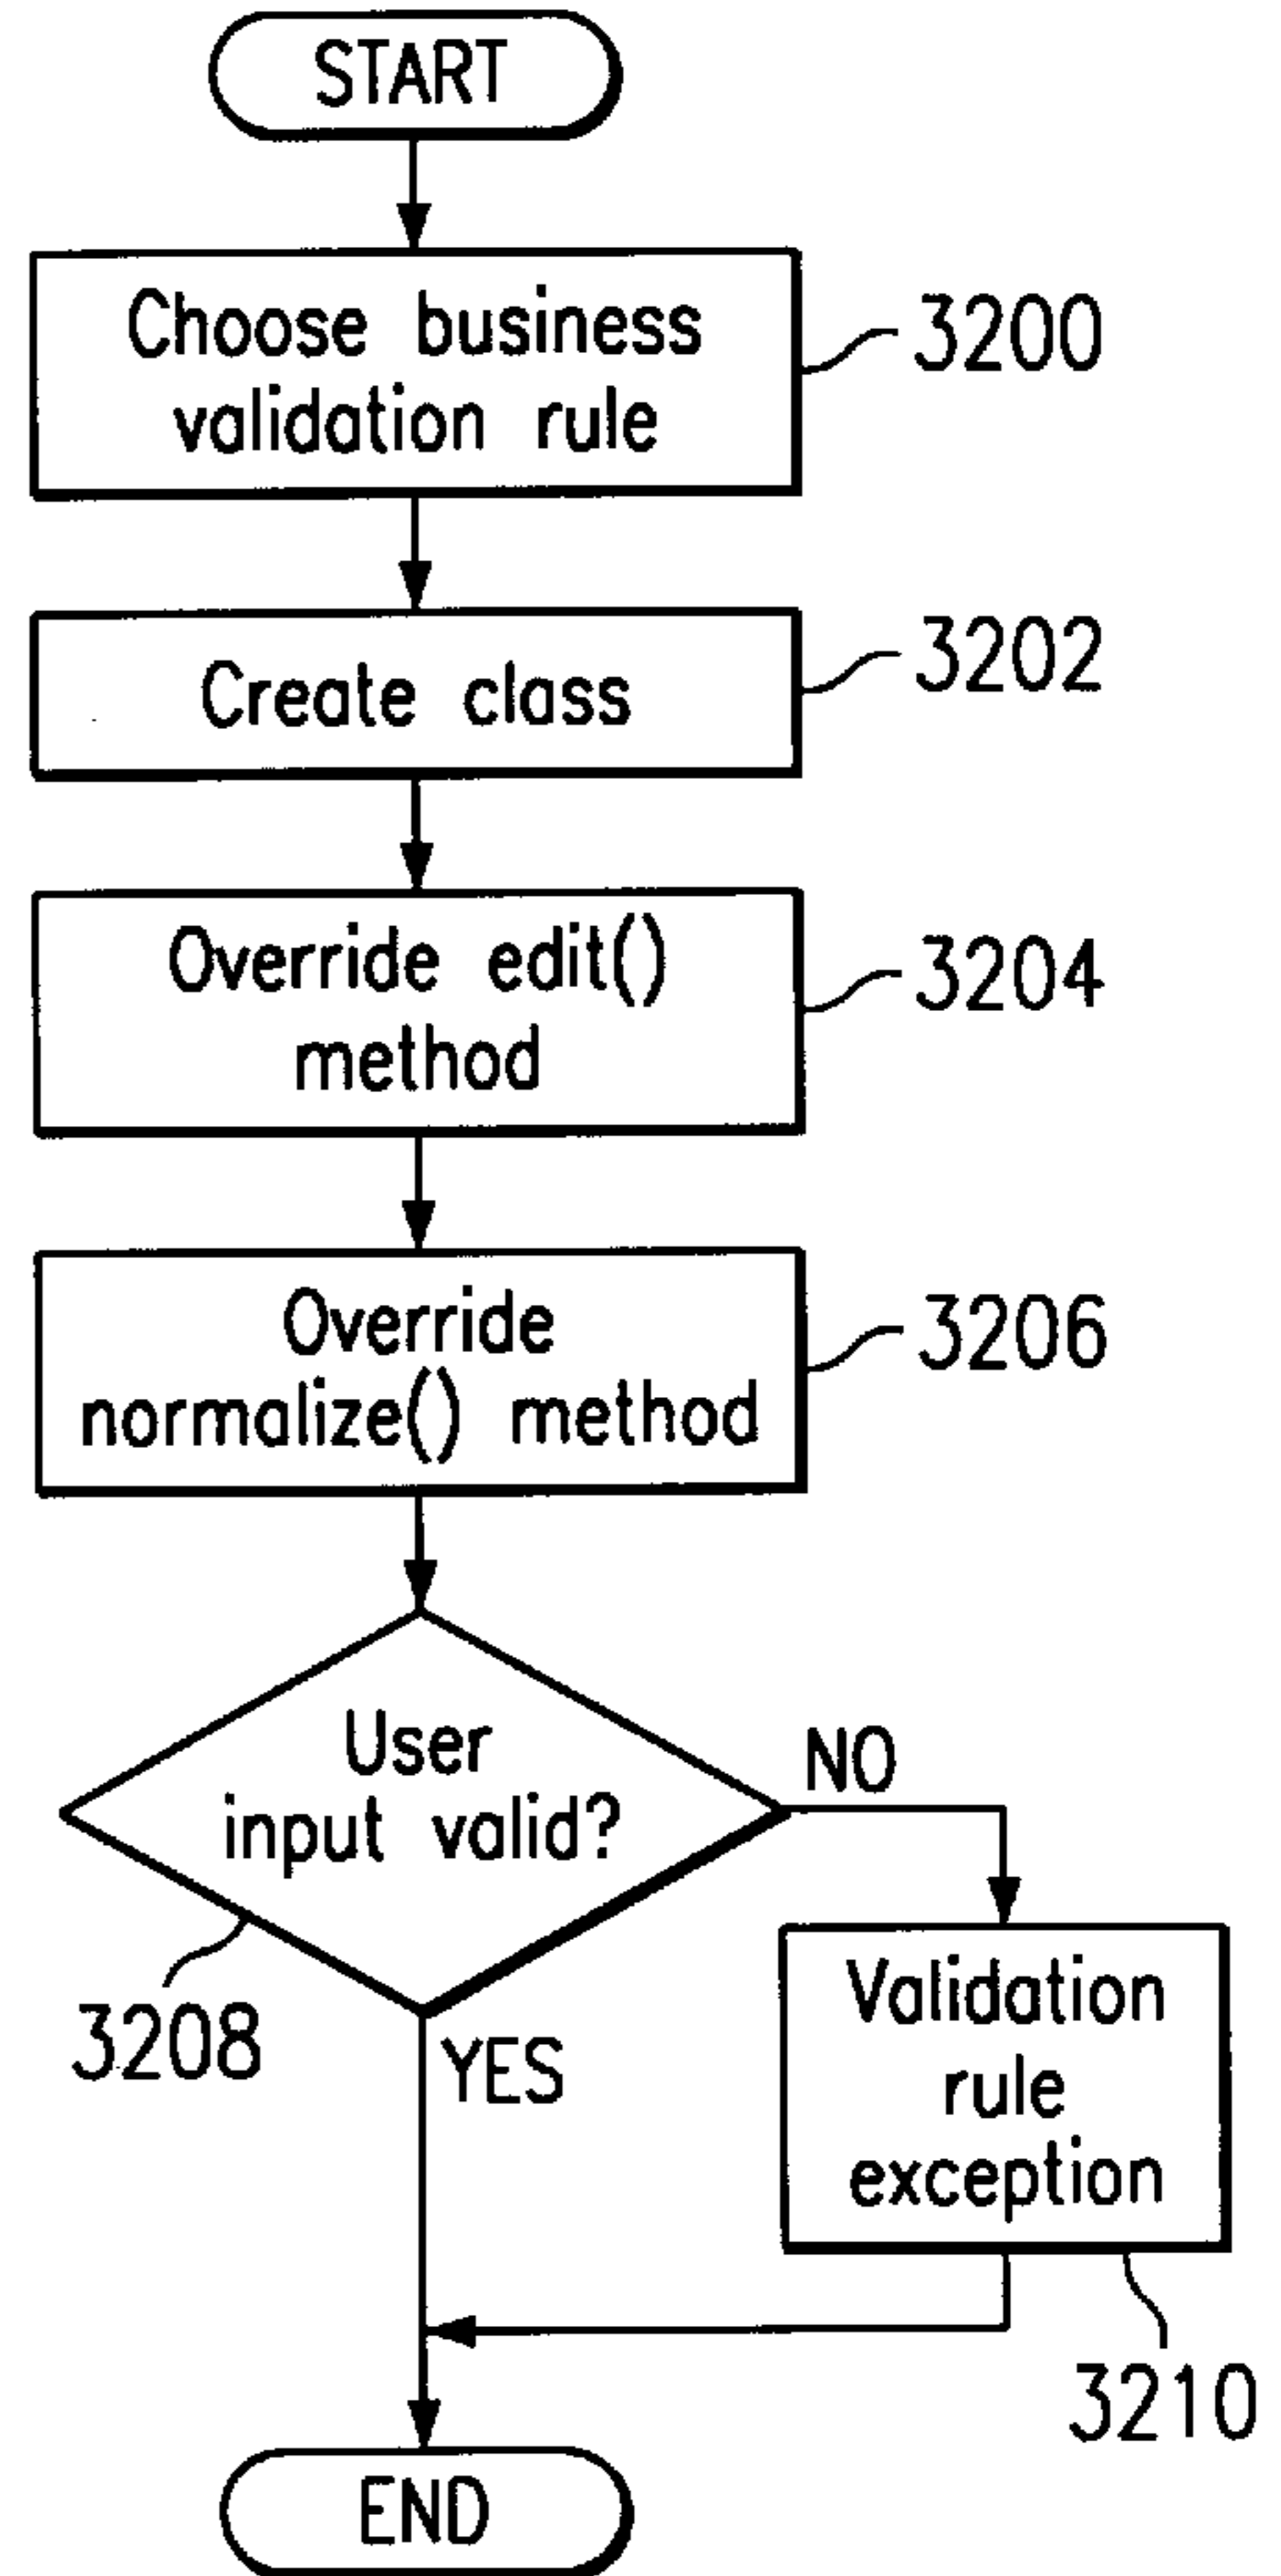 START
Choose business
validation rule
3200
Create class
3202
Override edit()
method
3204
Override
normalize() method
3206
User
input valid?
3208
NO
YES
Validation
rule
exception
3210
END